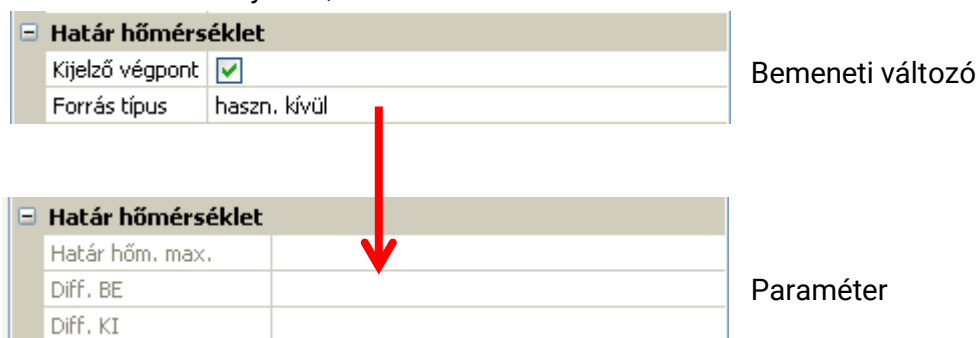 Határ hőmérséklet
Kijelző végpont
Forrás típus haszn. kívül
Bemeneti változó
Határ hőmérséklet
Határ hőm. max.
Diff. BE
Diff. KI
Paraméter